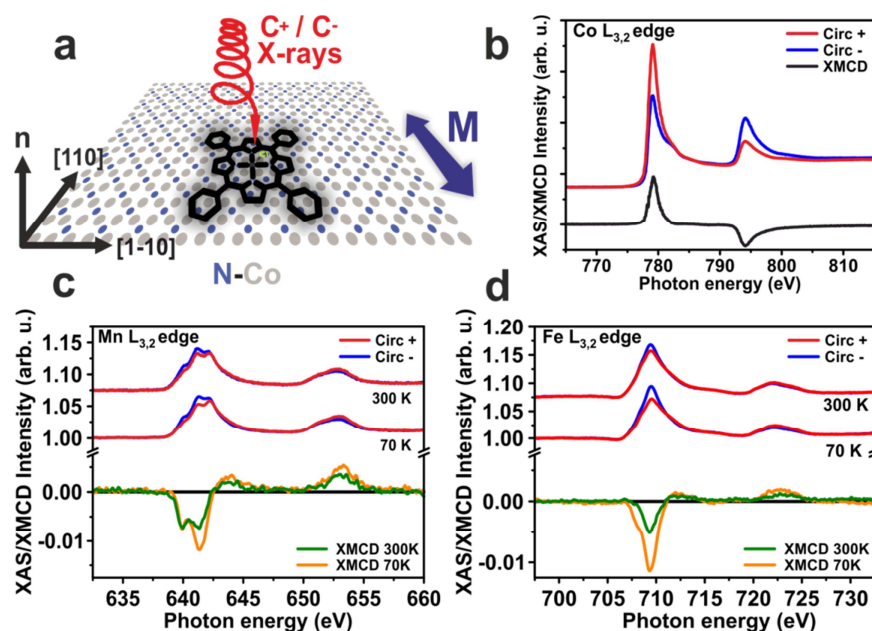 a
C+ / C-
X-rays
n
[110]
[1-10]
M
N-Co
b
Co L3,2 edge
Circ +
Circ -
XMCD
XAS/XMCD Intensity (arb. u.)
770 780 790 800 810
Photon energy (eV)
c
Mn L3,2 edge
Circ +
Circ -
300 K
70 K
XMCD 300K
XMCD 70K
XAS/XMCD Intensity (arb. u.)
1.15
1.10
1.05
1.00
0.00
-0.01
635 640 645 650 655 660
Photon energy (eV)
d
Fe L3,2 edge
Circ +
Circ -
300 K
70 K
XMCD 300K
XMCD 70K
XAS/XMCD Intensity (arb. u.)
1.20
1.15
1.10
1.05
1.00
0.00
-0.01
700 705 710 715 720 725 730
Photon energy (eV)